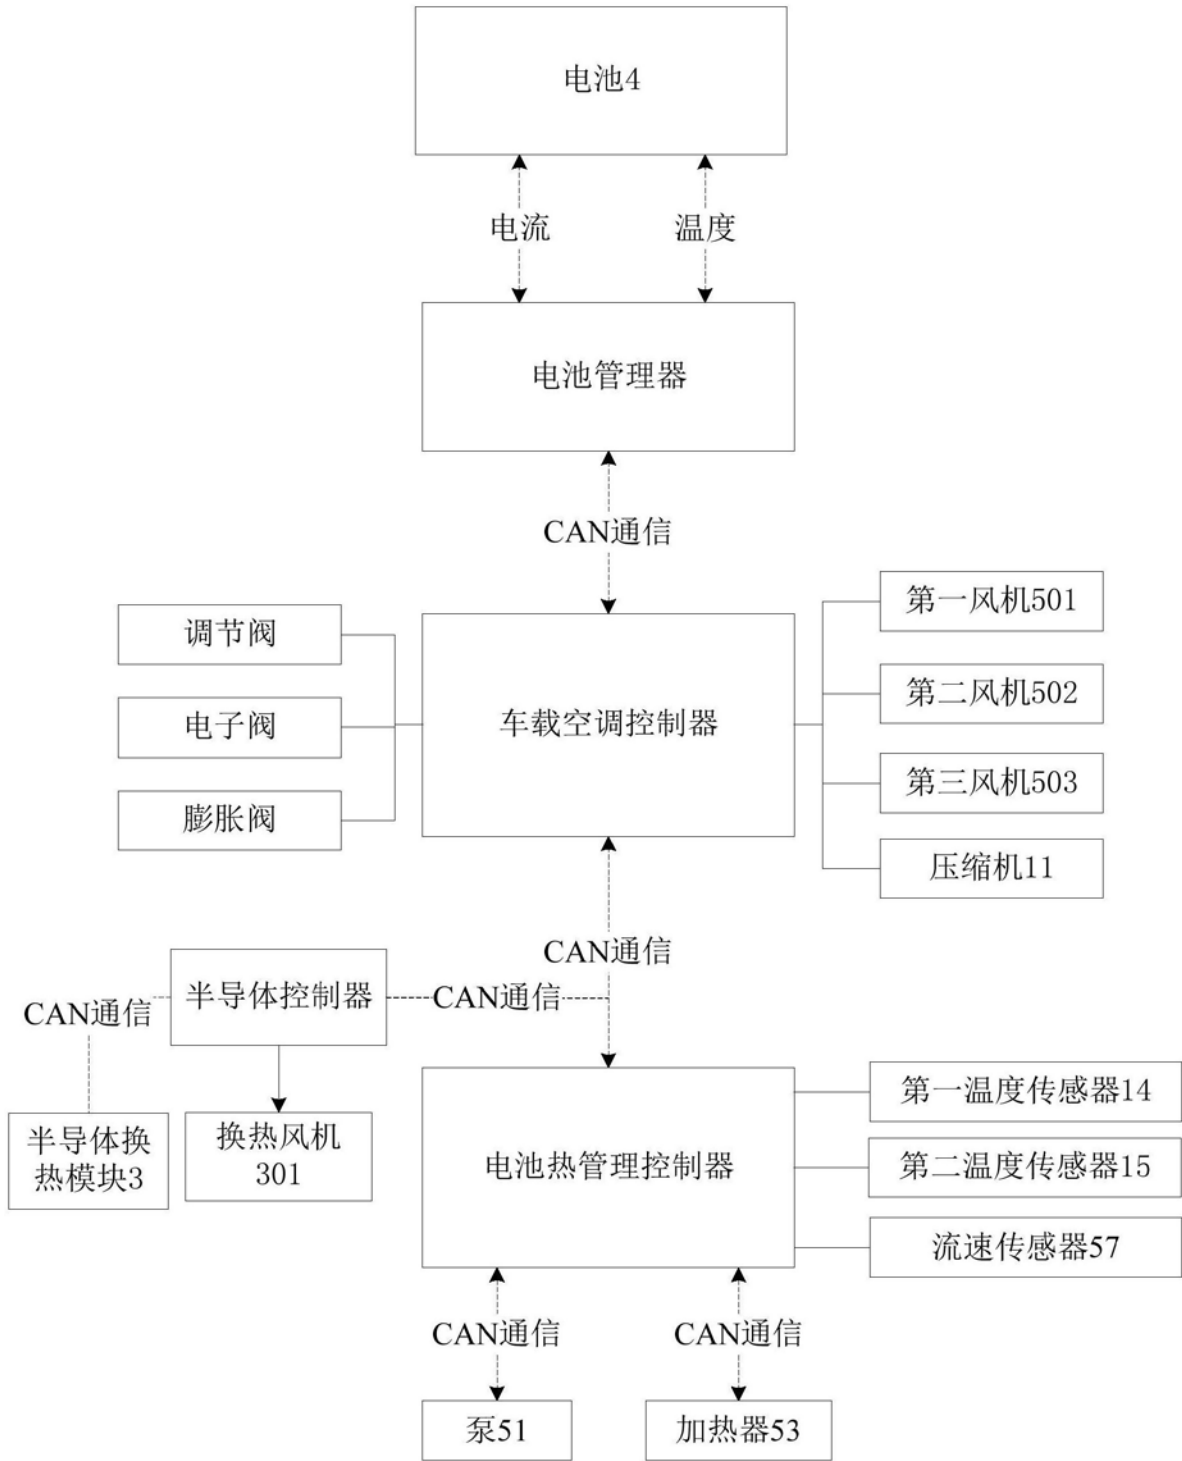 电池4
电流
温度
电池管理器
CAN通信
调节阀
电子阀
膨胀阀
车载空调控制器
第一风机501
第二风机502
第三风机503
压缩机11
CAN通信
半导体控制器
CAN通信
CAN通信
半导体换
热模块3
换热风机
301
电池热管理控制器
第一温度传感器14
第二温度传感器15
流速传感器57
CAN通信
CAN通信
泵51
加热器53